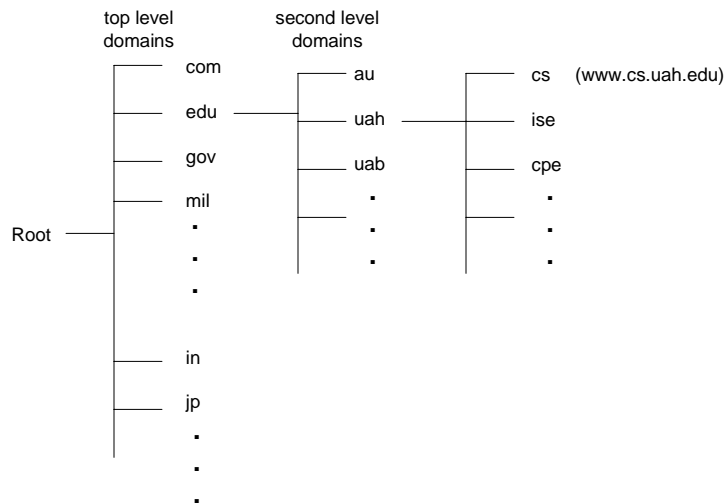 top level
domains
second level
domains
Root
com
edu
gov
mil
in
jp
au
uah
uab
cs (www.cs.uah.edu)
ise
cpe